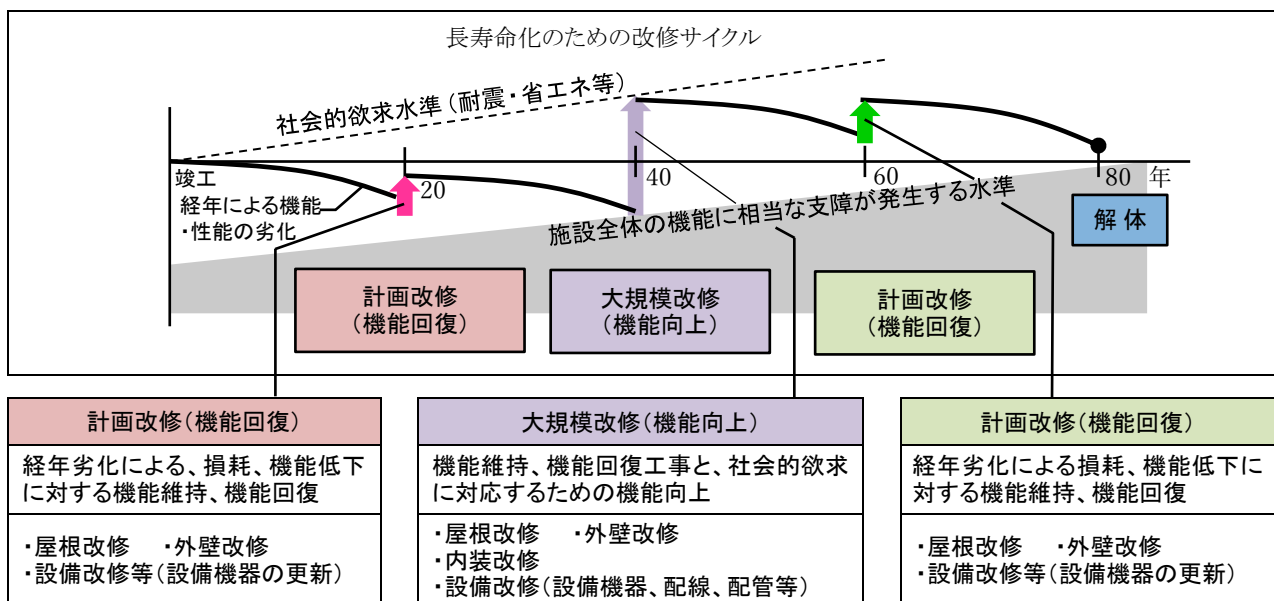 長寿命化のための改修サイクル
社会的欲求水準（耐震・省エネ等）
竣工
経年による機能
・性能の劣化
20
40
60
80
年
施設全体の機能に相当な支障が発生する水準
解体
計画改修
（機能回復）
大規模改修
（機能向上）
計画改修
（機能回復）
計画改修（機能回復）
経年劣化による、損耗、機能低下
に対する機能維持、機能回復
・屋根改修　・外壁改修
・設備改修等（設備機器の更新）
大規模改修（機能向上）
機能維持、機能回復工事と、社会的欲求
に対応するための機能向上
・屋根改修　・外壁改修
・内装改修
・設備改修（設備機器、配線、配管等）
計画改修（機能回復）
経年劣化による損耗、機能低下に
対する機能維持、機能回復
・屋根改修　・外壁改修
・設備改修等（設備機器の更新）